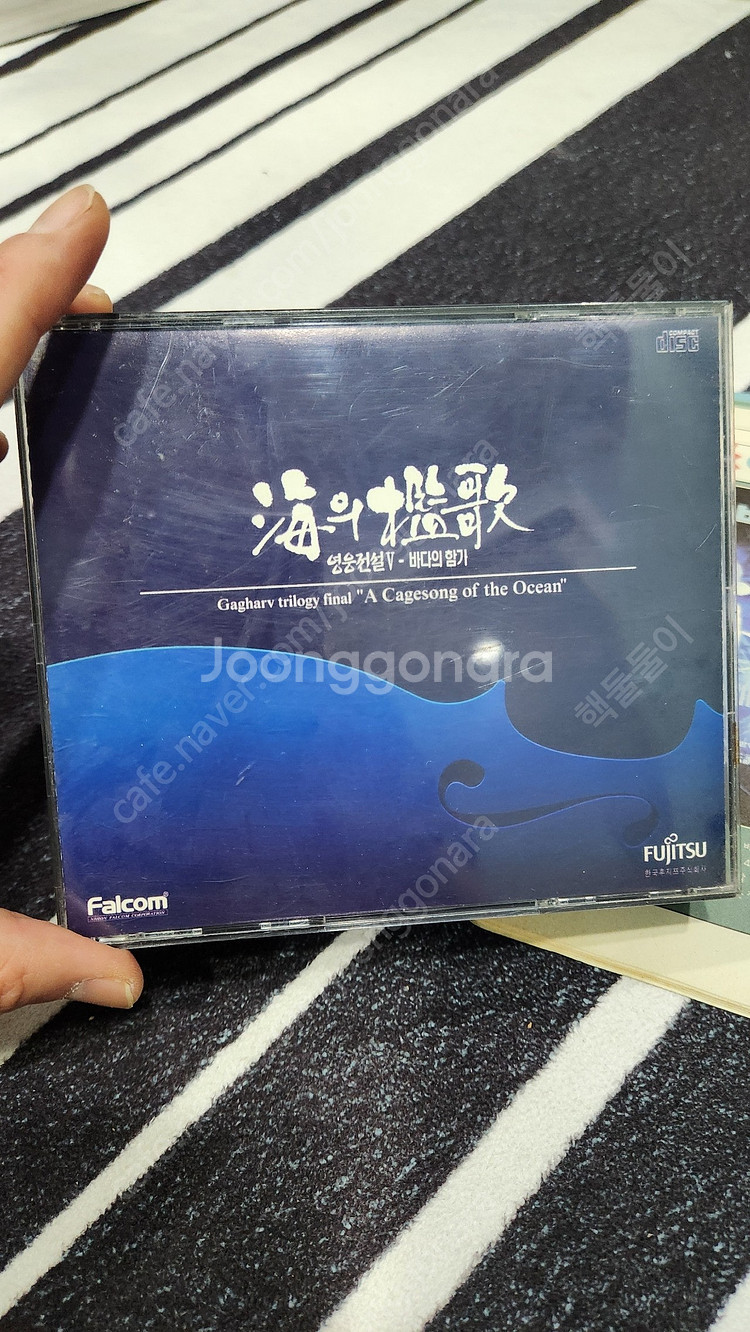 COMPACT
disc
海의 檻歌
영웅전설 V - 바다의 함가
Gagharv trilogy final "A Cagesong of the Ocean"
Joonggonara
cafe.naver.com/joonggonara
핵돌돌이
FUJITSU
한국후지쯔주식회사
Falcom
NIHON FALCOM CORPORATION